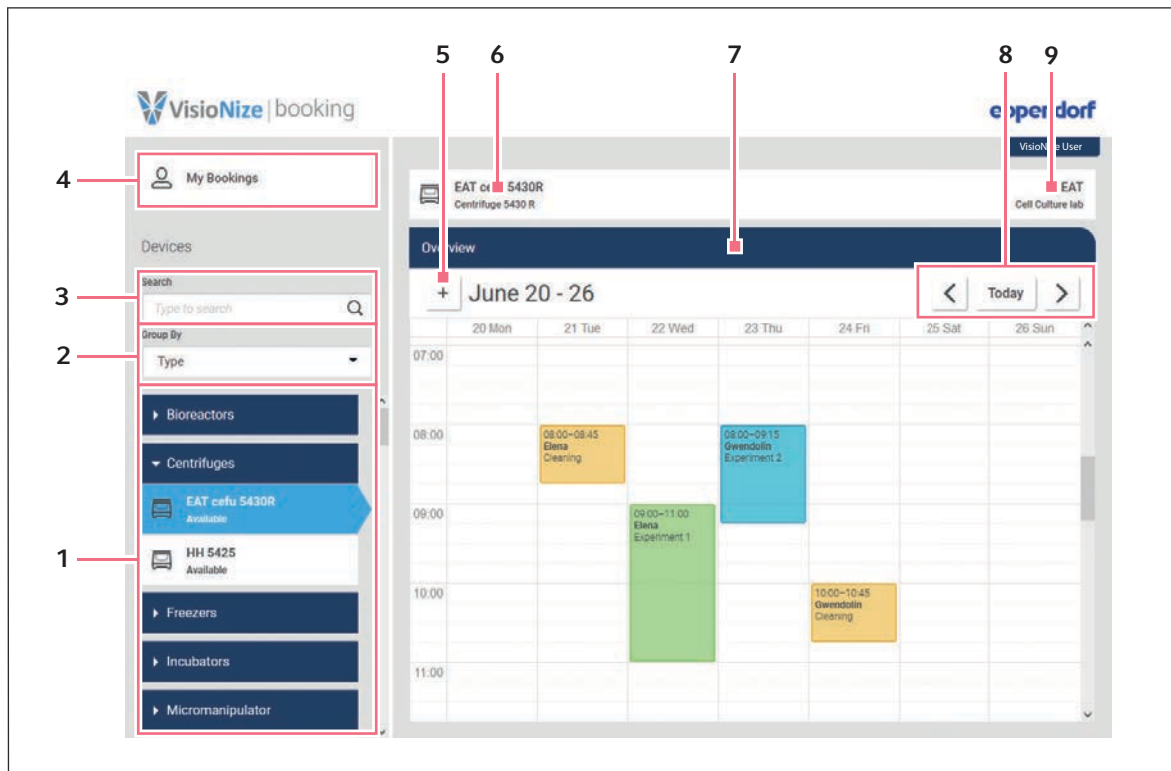 5 6 7 8 9
VisioNize | booking
eppendorf
VisioNize User
4
My Bookings
EAT cefu 5430R
Centrifuge 5430 R
EAT
Cell Culture lab
Devices
Overview
3
Search
Type to search
+ June 20 - 26
Today
2
Group By
Type
20 Mon 21 Tue 22 Wed 23 Thu 24 Fri 25 Sat 26 Sun
07:00
1
Bioreactors
Centrifuges
EAT cefu 5430R
Available
HH 5425
Available
Freezers
Incubators
Micromanipulator
08:00
08:00–08:45
Elena
Cleaning
08:00–09:15
Gwendolin
Experiment 2
09:00
09:00–11:00
Elena
Experiment 1
10:00
10:00–10:45
Gwendolin
Cleaning
11:00